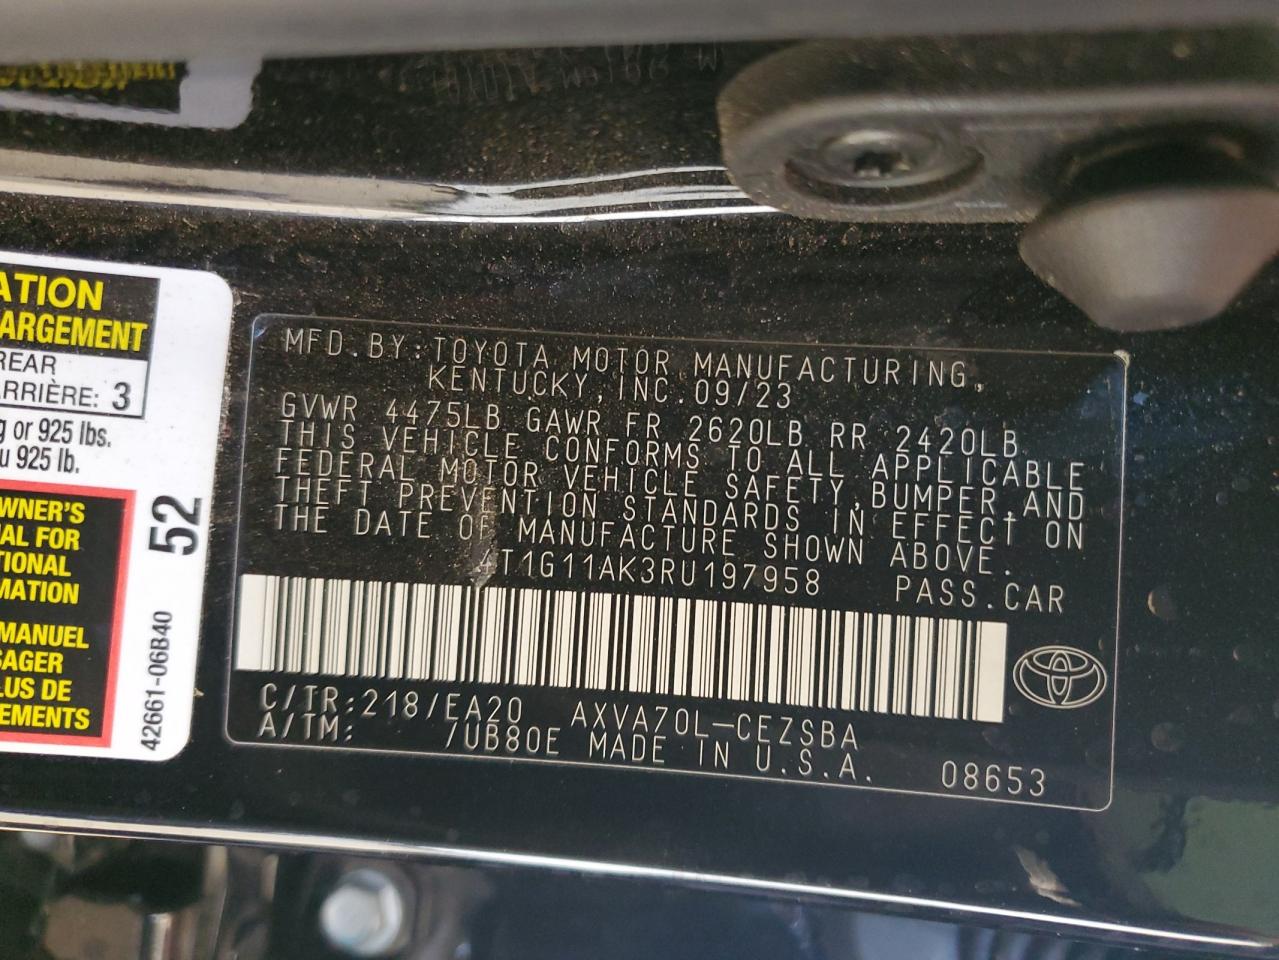 ATION
ARGEMENT
REAR
ARRIÈRE: 3
g or 925 lbs.
u 925 lb.
OWNER'S
AL FOR
TIONAL
MATION
MANUEL
SAGER
LUS DE
EMENTS
52
42661-06B40
MFD.BY:TOYOTA MOTOR MANUFACTURING,
KENTUCKY,INC.09/23
GVWR 4475LB GAWR FR 2620LB RR 2420LB
THIS VEHICLE CONFORMS TO ALL APPLICABLE
FEDERAL MOTOR VEHICLE SAFETY,BUMPER,AND
THEFT PREVENTION STANDARDS IN EFFECT ON
THE DATE OF MANUFACTURE SHOWN ABOVE.
4T1G11AK3RU197958 PASS.CAR
C/TR:218/EA20 AXVA70L-CEZSBA
A/TM: /UB80E MADE IN U.S.A. 08653